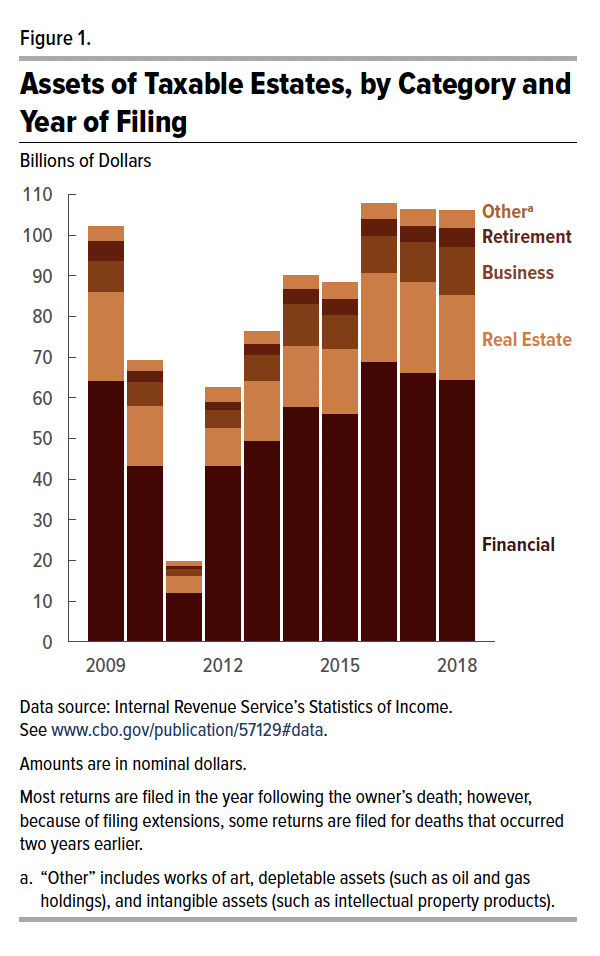 Figure 1.
Assets of Taxable Estates, by Category and
Year of Filing
Billions of Dollars
110
100
90
80
70
60
50
40
30
20
10
0
Otherᵃ
Retirement
Business
Real Estate
Financial
2009 2012 2015 2018
Data source: Internal Revenue Service’s Statistics of Income.
See www.cbo.gov/publication/57129#data.
Amounts are in nominal dollars.
Most returns are filed in the year following the owner’s death; however,
because of filing extensions, some returns are filed for deaths that occurred
two years earlier.
a. “Other” includes works of art, depletable assets (such as oil and gas
holdings), and intangible assets (such as intellectual property products).